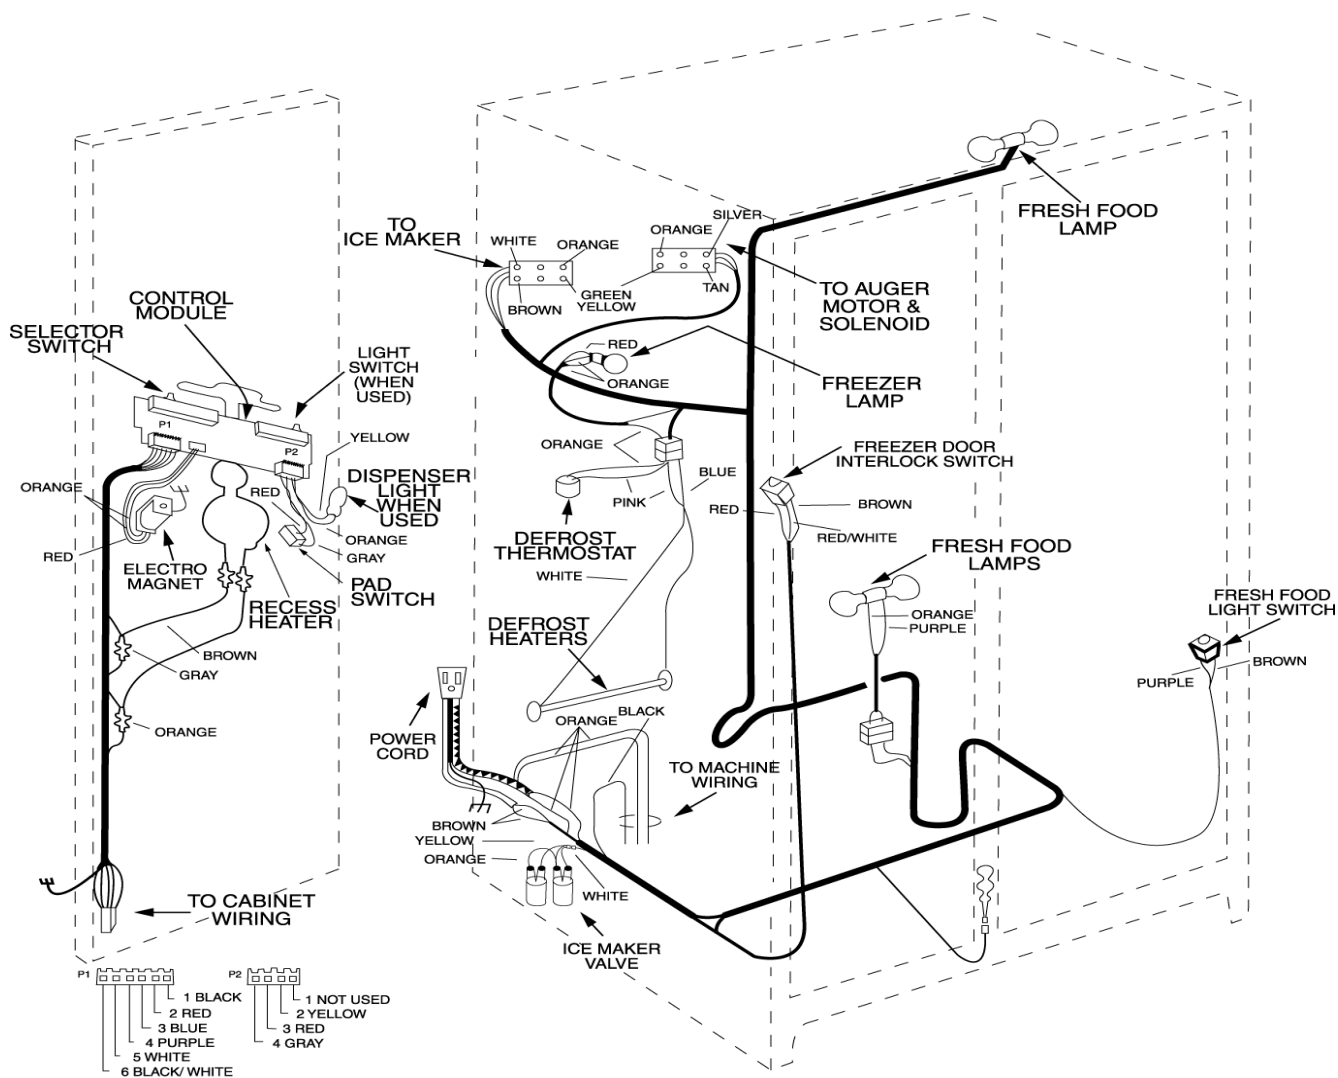 FRESH FOOD
LAMP
TO
ICE MAKER
WHITE
ORANGE
BROWN
GREEN
YELLOW
ORANGE
SILVER
TAN
TO AUGER
MOTOR &
SOLENOID
CONTROL
MODULE
SELECTOR
SWITCH
LIGHT
SWITCH
(WHEN
USED)
RED
ORANGE
FREEZER
LAMP
P1
P2
YELLOW
DISPENSER
LIGHT
WHEN
USED
ORANGE
RED
ORANGE
GRAY
RED
ELECTRO
MAGNET
RECESS
HEATER
PAD
SWITCH
BROWN
GRAY
ORANGE
ORANGE
PINK
BLUE
DEFROST
THERMOSTAT
WHITE
DEFROST
HEATERS
FREEZER DOOR
INTERLOCK SWITCH
RED
BROWN
RED/WHITE
FRESH FOOD
LAMPS
ORANGE
PURPLE
FRESH FOOD
LIGHT SWITCH
PURPLE
BROWN
POWER
CORD
ORANGE
BLACK
TO MACHINE
WIRING
BROWN
YELLOW
ORANGE
WHITE
ICE MAKER
VALVE
TO CABINET
WIRING
P1
1 BLACK
2 RED
3 BLUE
4 PURPLE
5 WHITE
6 BLACK/ WHITE
P2
1 NOT USED
2 YELLOW
3 RED
4 GRAY